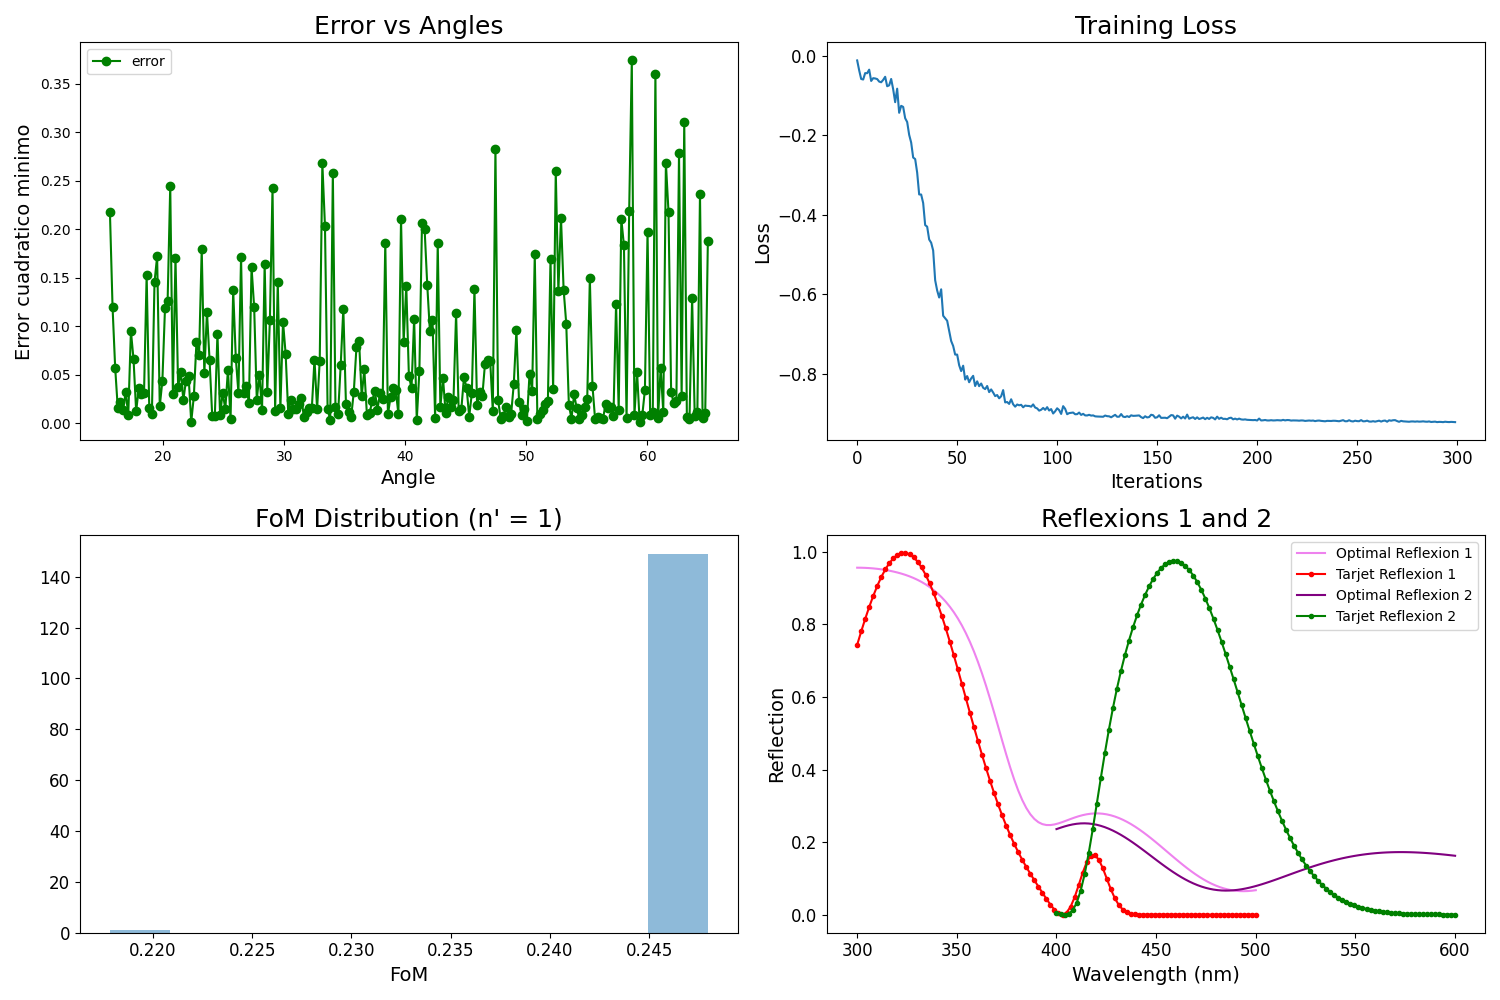 Error vs Angles
error
Error cuadratico minimo
0.35
0.30
0.25
0.20
0.15
0.10
0.05
0.00
20 30 40 50 60
Angle
Training Loss
Loss
0.0
−0.2
−0.4
−0.6
−0.8
0 50 100 150 200 250 300
Iterations
FoM Distribution (n' = 1)
140
120
100
80
60
40
20
0
0.220 0.225 0.230 0.235 0.240 0.245
FoM
Reflexions 1 and 2
Optimal Reflexion 1
Tarjet Reflexion 1
Optimal Reflexion 2
Tarjet Reflexion 2
Reflection
1.0
0.8
0.6
0.4
0.2
0.0
300 350 400 450 500 550 600
Wavelength (nm)